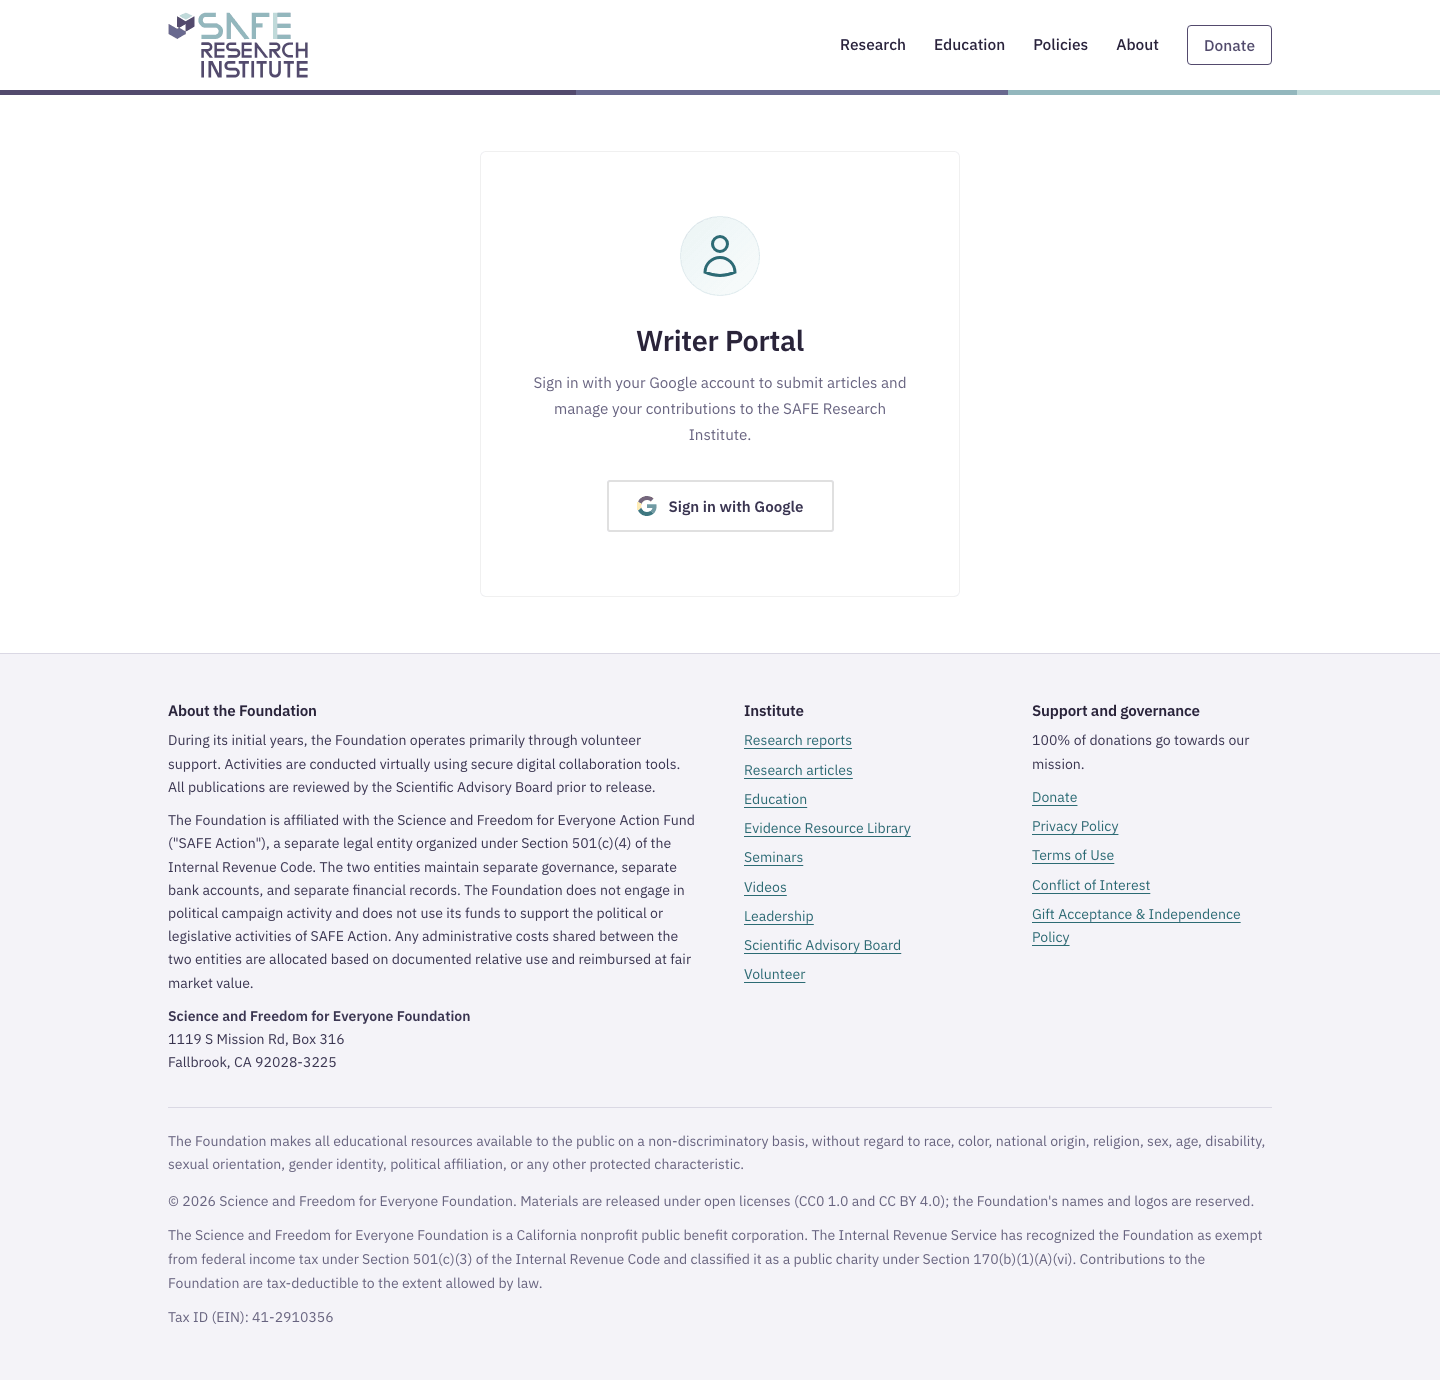 SAFE
RESEARCH
INSTITUTE
Research
Education
Policies
About
Donate
Writer Portal
Sign in with your Google account to submit articles and
manage your contributions to the SAFE Research
Institute.
Sign in with Google
About the Foundation
During its initial years, the Foundation operates primarily through volunteer
support. Activities are conducted virtually using secure digital collaboration tools.
All publications are reviewed by the Scientific Advisory Board prior to release.
The Foundation is affiliated with the Science and Freedom for Everyone Action Fund
("SAFE Action"), a separate legal entity organized under Section 501(c)(4) of the
Internal Revenue Code. The two entities maintain separate governance, separate
bank accounts, and separate financial records. The Foundation does not engage in
political campaign activity and does not use its funds to support the political or
legislative activities of SAFE Action. Any administrative costs shared between the
two entities are allocated based on documented relative use and reimbursed at fair
market value.
Science and Freedom for Everyone Foundation
1119 S Mission Rd, Box 316
Fallbrook, CA 92028-3225
Institute
Research reports
Research articles
Education
Evidence Resource Library
Seminars
Videos
Leadership
Scientific Advisory Board
Volunteer
Support and governance
100% of donations go towards our
mission.
Donate
Privacy Policy
Terms of Use
Conflict of Interest
Gift Acceptance & Independence
Policy
The Foundation makes all educational resources available to the public on a non-discriminatory basis, without regard to race, color, national origin, religion, sex, age, disability,
sexual orientation, gender identity, political affiliation, or any other protected characteristic.
© 2026 Science and Freedom for Everyone Foundation. Materials are released under open licenses (CC0 1.0 and CC BY 4.0); the Foundation's names and logos are reserved.
The Science and Freedom for Everyone Foundation is a California nonprofit public benefit corporation. The Internal Revenue Service has recognized the Foundation as exempt
from federal income tax under Section 501(c)(3) of the Internal Revenue Code and classified it as a public charity under Section 170(b)(1)(A)(vi). Contributions to the
Foundation are tax-deductible to the extent allowed by law.
Tax ID (EIN): 41-2910356